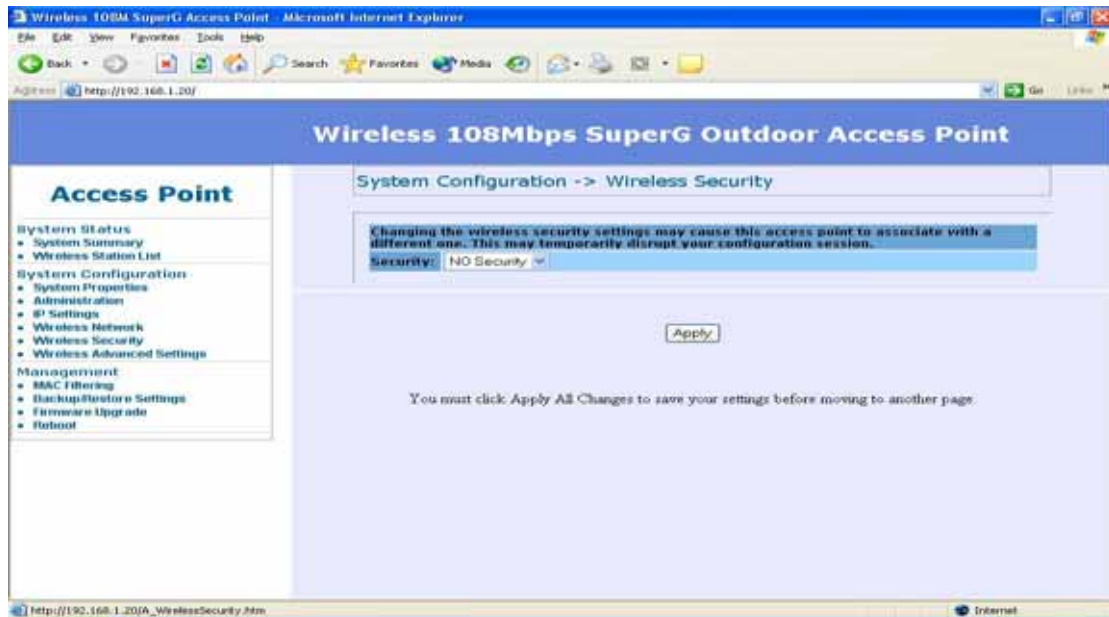 Wireless 108M SuperG Access Point - Microsoft Internet Explorer
File Edit View Favorites Tools Help
Back Search Favorites Media
Address http://192.168.1.20/ Go Links »
Wireless 108Mbps SuperG Outdoor Access Point
Access Point
System Status
System Summary
Wireless Station List
System Configuration
System Properties
Administration
IP Settings
Wireless Network
Wireless Security
Wireless Advanced Settings
Management
MAC Filtering
Backup/Restore Settings
Firmware Upgrade
Reboot
System Configuration -> Wireless Security
Changing the wireless security settings may cause this access point to associate with a
different one. This may temporarily disrupt your configuration session.
Security: NO Security
Apply
You must click Apply All Changes to save your settings before moving to another page
http://192.168.1.20/A_WirelessSecurity.htm Internet